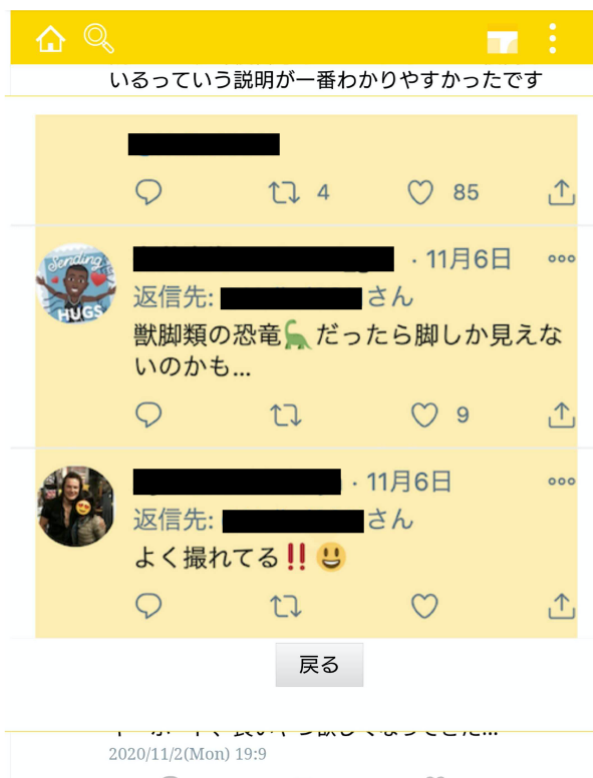 いるっていう説明が一番わかりやすかったです
4 85
Sending
HUGS
· 11月6日
返信先: さん
獣脚類の恐竜🦕だったら脚しか見えな
いのかも...
9
· 11月6日
返信先: さん
よく撮れてる‼️😃
戻る
2020/11/2(Mon) 19:9